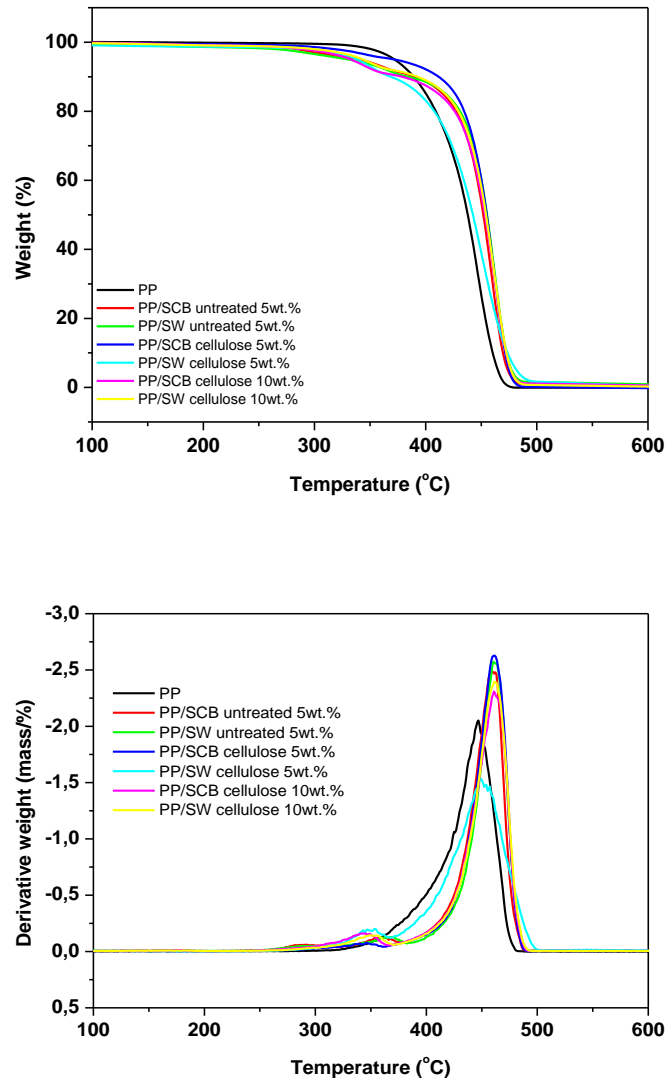 100
80
60
40
20
0
Weight (%)
PP
PP/SCB untreated 5wt.%
PP/SW untreated 5wt.%
PP/SCB cellulose 5wt.%
PP/SW cellulose 5wt.%
PP/SCB cellulose 10wt.%
PP/SW cellulose 10wt.%
100 200 300 400 500 600
Temperature (°C)
-3,0
-2,5
-2,0
-1,5
-1,0
-0,5
0,0
0,5
Derivative weight (mass/%)
PP
PP/SCB untreated 5wt.%
PP/SW untreated 5wt.%
PP/SCB cellulose 5wt.%
PP/SW cellulose 5wt.%
PP/SCB cellulose 10wt.%
PP/SW cellulose 10wt.%
100 200 300 400 500 600
Temperature (°C)